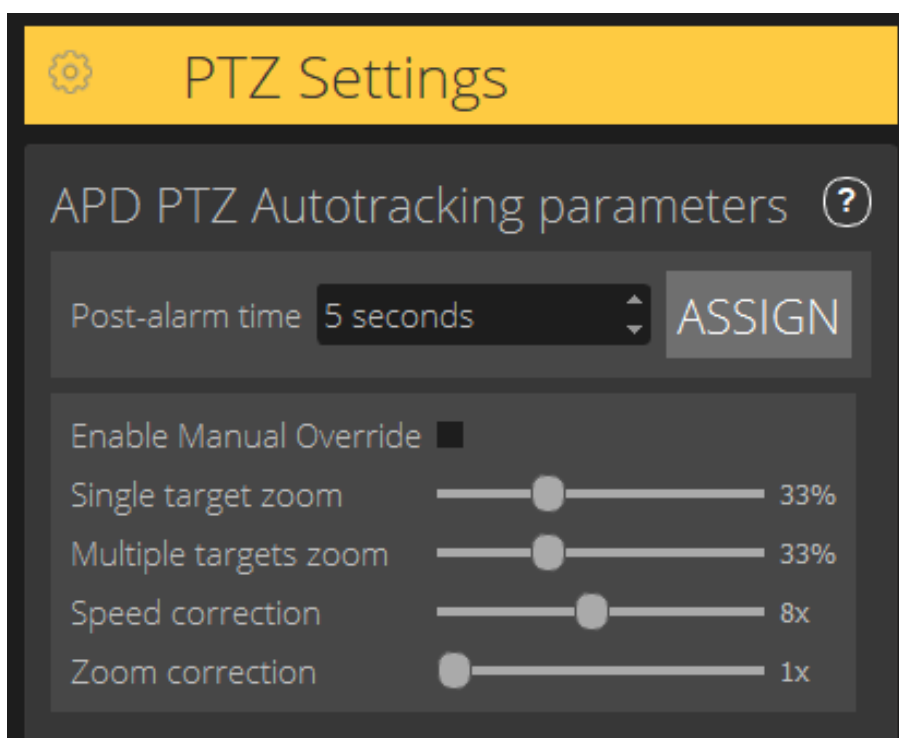 PTZ Settings
APD PTZ Autotracking parameters ?
Post-alarm time 5 seconds ASSIGN
Enable Manual Override
Single target zoom 33%
Multiple targets zoom 33%
Speed correction 8x
Zoom correction 1x